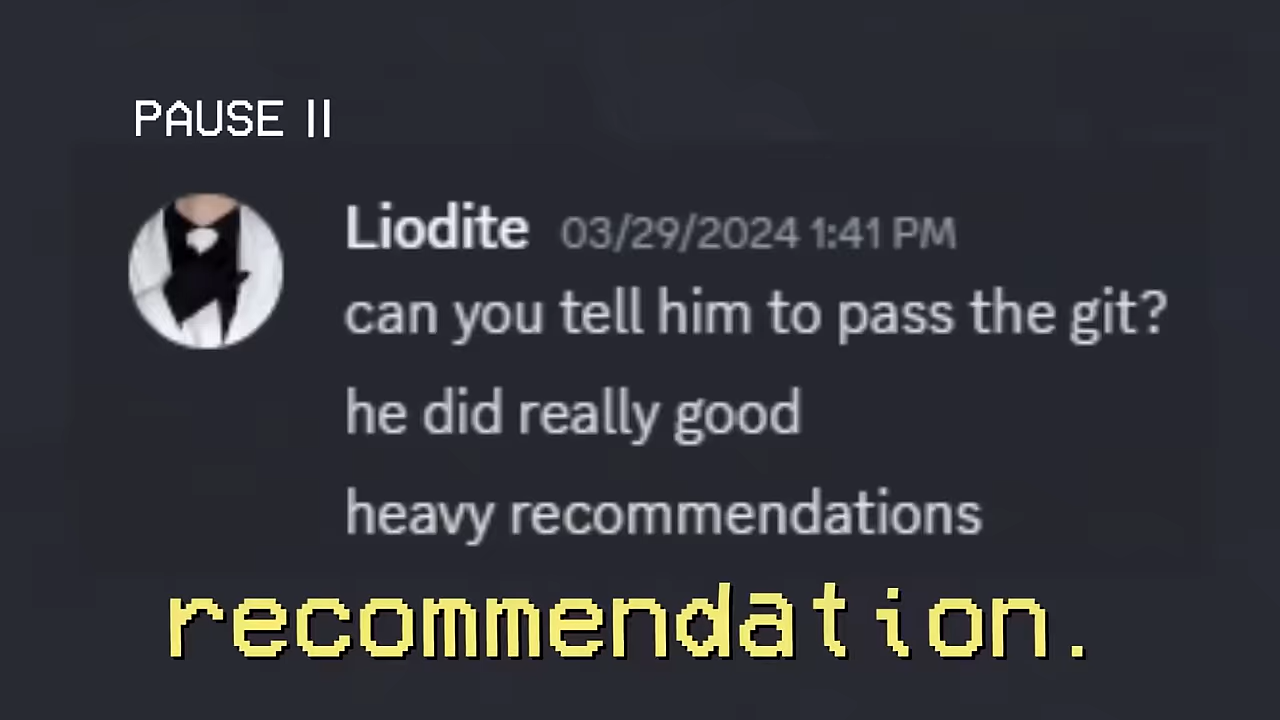 PAUSE II
Liodite 03/29/2024 1:41 PM
can you tell him to pass the git?
he did really good
heavy recommendations
recommendation.